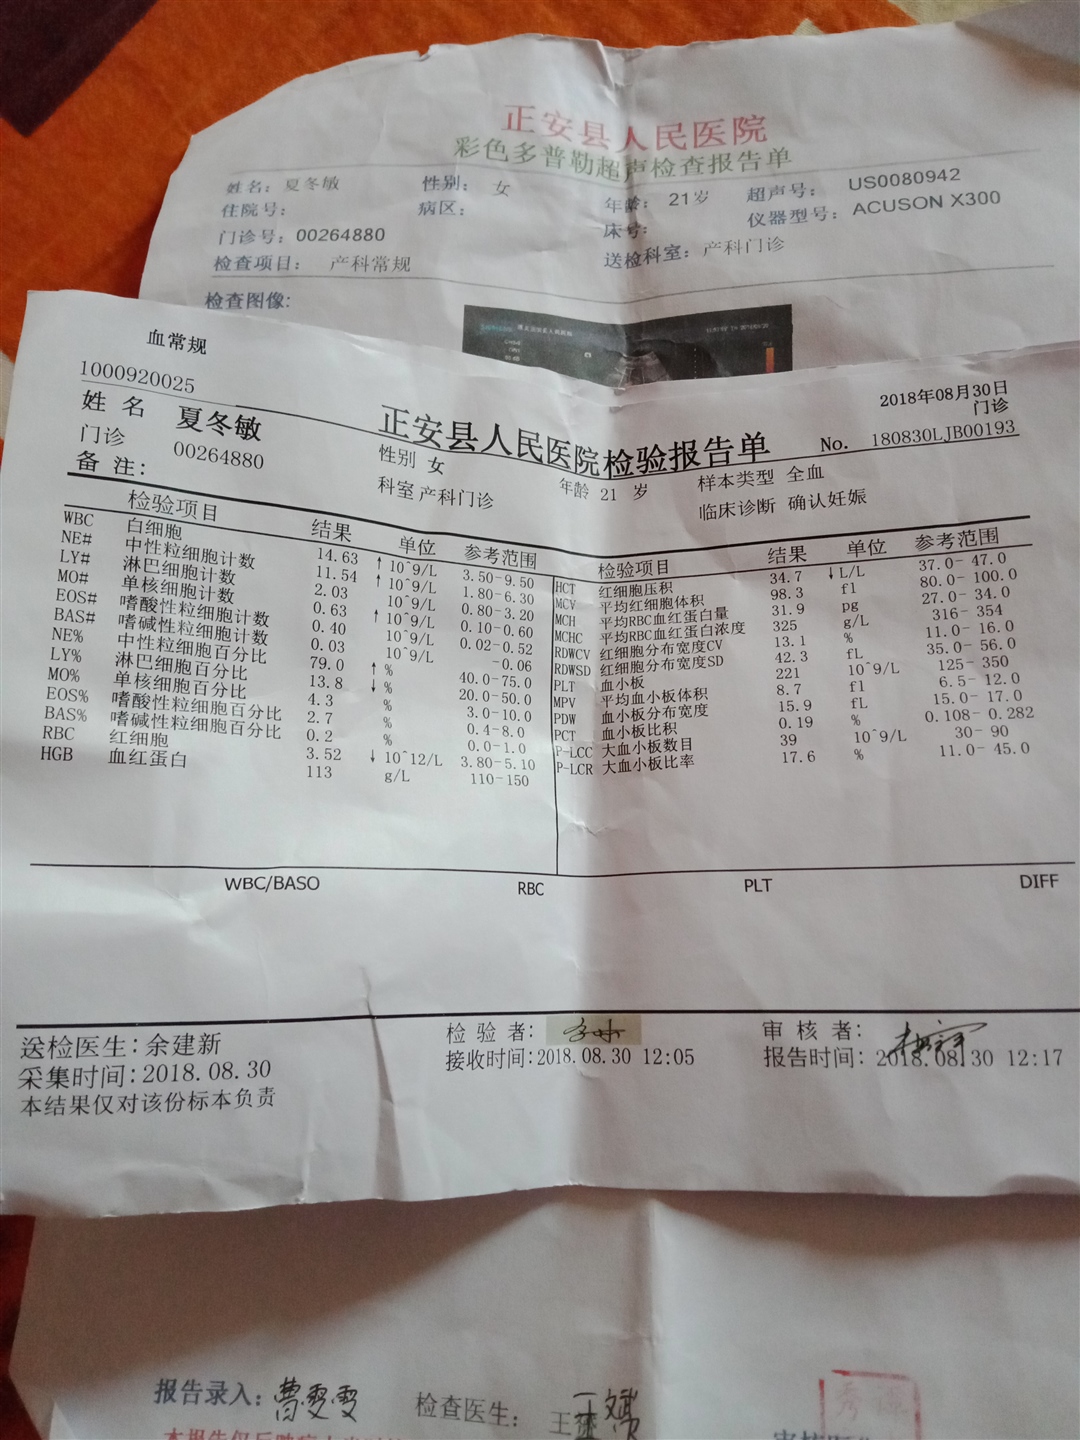 正安县人民医院
彩色多普勒超声检查报告单
姓名: 夏冬敏 性别: 女 年龄: 21岁 超声号: US0080942
住院号: 病区: 床号: 仪器型号: ACUSON X300
门诊号: 00264880 送检科室: 产科门诊
检查项目: 产科常规
检查图像:
血常规
1000920025 2018年08月30日
姓名 夏冬敏 正安县人民医院检验报告单 门诊
门诊 00264880 性别 女 年龄 21 岁 样本类型 全血 No. 180830LJB00193
备注: 科室 产科门诊 临床诊断 确认妊娠
检验项目 结果 单位 参考范围 检验项目 结果 单位 参考范围
WBC 白细胞 14.63 ↑ 10^9/L 3.50-9.50 HCT 红细胞压积 34.7 ↓ L/L 37.0- 47.0
NE# 中性粒细胞计数 11.54 ↑ 10^9/L 1.80-6.30 MCV 平均红细胞体积 98.3 fl 80.0- 100.0
LY# 淋巴细胞计数 2.03 10^9/L 0.80-3.20 MCH 平均RBC血红蛋白量 31.9 pg 27.0- 34.0
MO# 单核细胞计数 0.63 ↑ 10^9/L 0.10-0.60 MCHC 平均RBC血红蛋白浓度 325 g/L 316- 354
EOS# 嗜酸性粒细胞计数 0.40 10^9/L 0.02-0.52 RDWCV 红细胞分布宽度CV 13.1 % 11.0- 16.0
BAS# 嗜碱性粒细胞计数 0.03 10^9/L -0.06 RDWSD 红细胞分布宽度SD 42.3 fL 35.0- 56.0
NE% 中性粒细胞百分比 79.0 ↑ % 40.0-75.0 PLT 血小板 221 10^9/L 125- 350
LY% 淋巴细胞百分比 13.8 ↓ % 20.0-50.0 MPV 平均血小板体积 8.7 fl 6.5- 12.0
MO% 单核细胞百分比 4.3 % 3.0-10.0 PDW 血小板分布宽度 15.9 fL 15.0- 17.0
EOS% 嗜酸性粒细胞百分比 2.7 % 0.4-8.0 PCT 血小板比积 0.19 % 0.108- 0.282
BAS% 嗜碱性粒细胞百分比 0.2 % 0.0-1.0 P-LCC 大血小板数目 39 10^9/L 30- 90
RBC 红细胞 3.52 ↓ 10^12/L 3.80-5.10 P-LCR 大血小板比率 17.6 % 11.0- 45.0
HGB 血红蛋白 113 g/L 110-150
WBC/BASO RBC PLT DIFF
送检医生: 余建新 检验者: 审核者:
采集时间: 2018.08.30 接收时间: 2018.08.30 12:05 报告时间: 2018.08.30 12:17
本结果仅对该份标本负责
报告录入: 曹雯雯 检查医生: 王